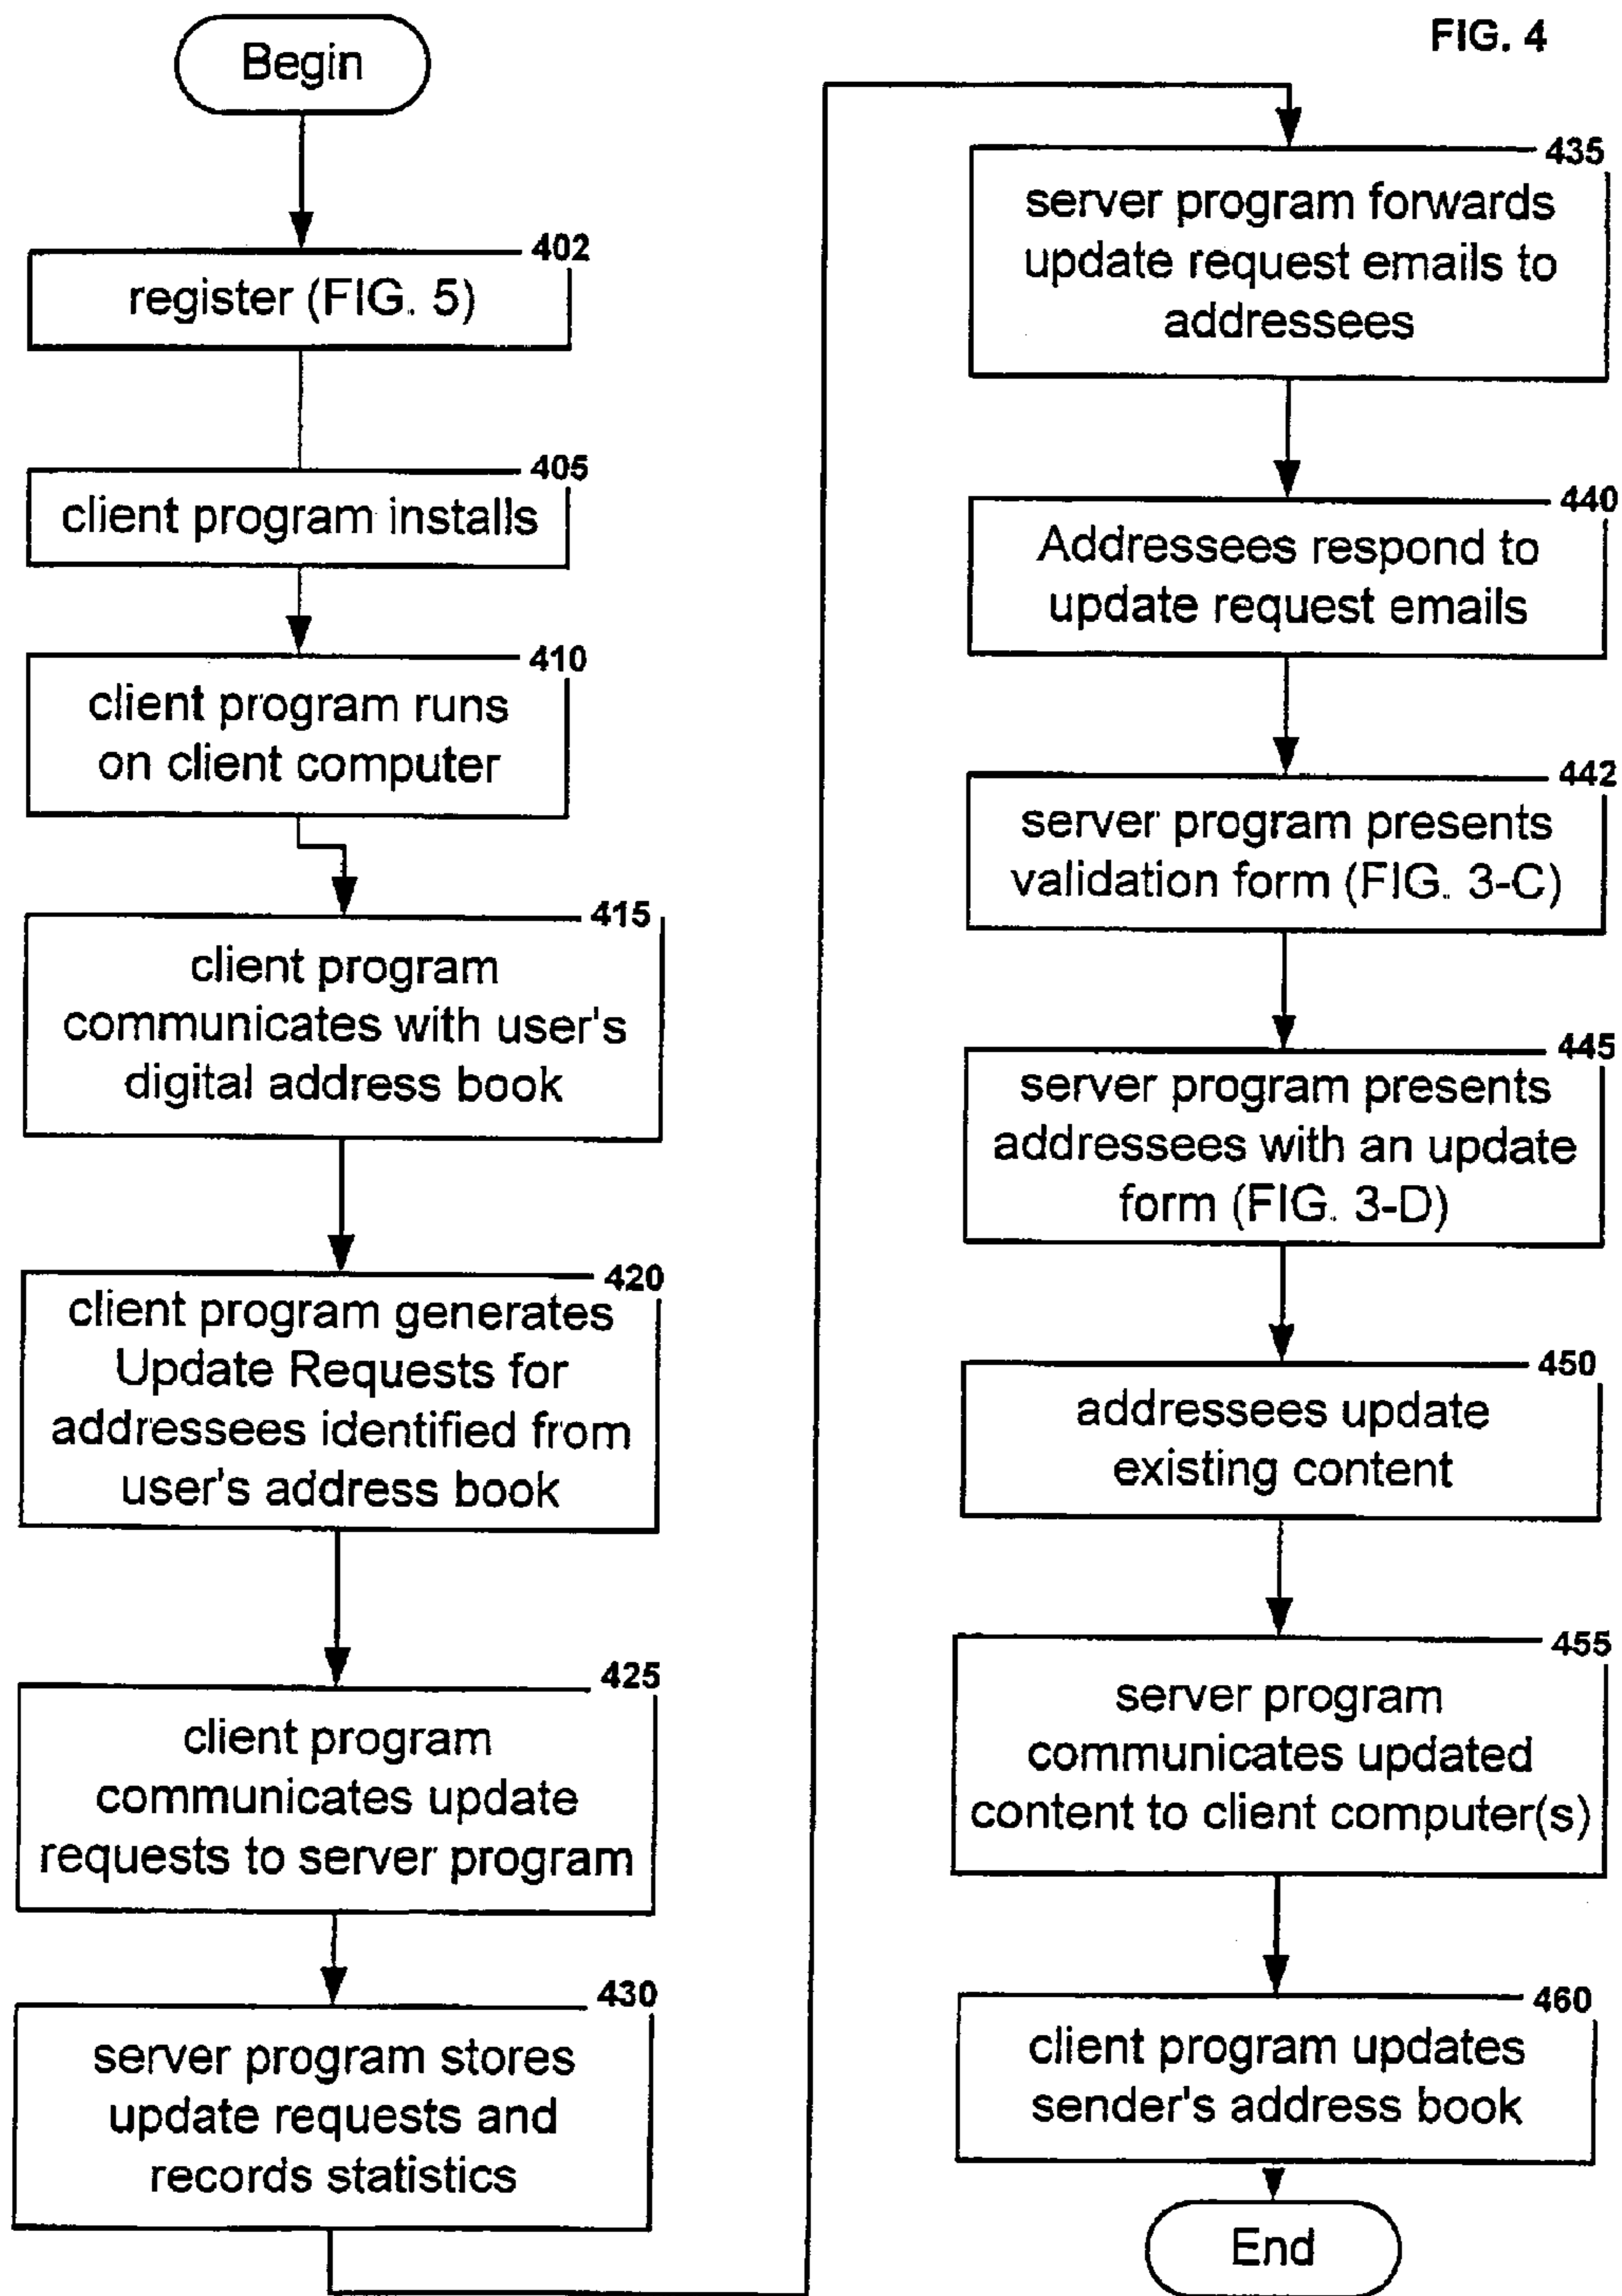 FIG. 4
Begin
402
register (FIG. 5)
405
client program installs
410
client program runs
on client computer
415
client program
communicates with user's
digital address book
420
client program generates
Update Requests for
addressees identified from
user's address book
425
client program
communicates update
requests to server program
430
server program stores
update requests and
records statistics
435
server program forwards
update request emails to
addressees
440
Addressees respond to
update request emails
442
server program presents
validation form (FIG. 3-C)
445
server program presents
addressees with an update
form (FIG. 3-D)
450
addressees update
existing content
455
server program
communicates updated
content to client computer(s)
460
client program updates
sender's address book
End